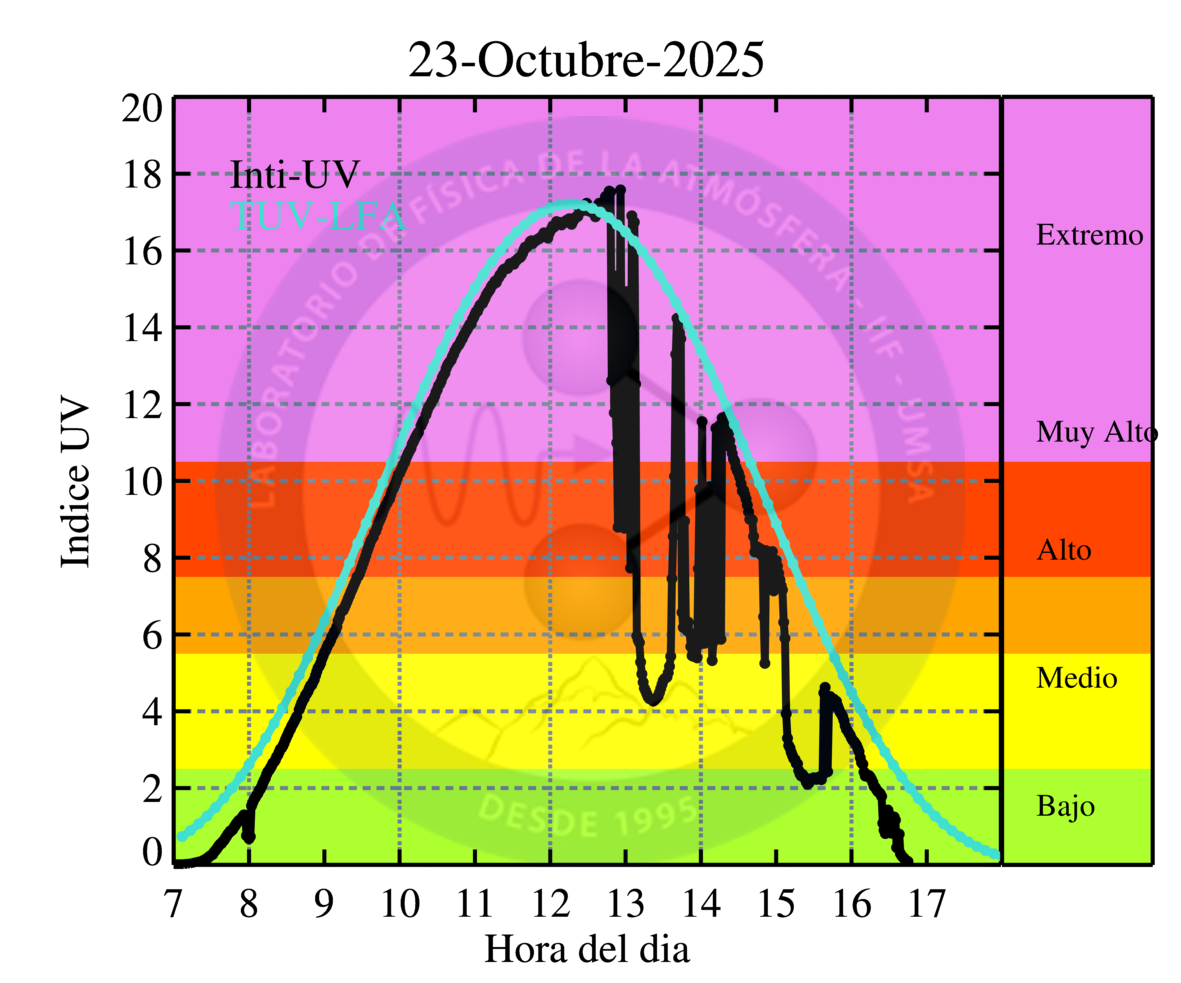 23-Octubre-2025
20
18
16
14
12
10
8
6
4
2
0
Indice UV
Inti-UV
TUV-LFA
LABORATORIO DE FÍSICA DE LA ATMÓSFERA - IIF - UMSA
DESDE 1995
Extremo
Muy Alto
Alto
Medio
Bajo
7 8 9 10 11 12 13 14 15 16 17
Hora del dia